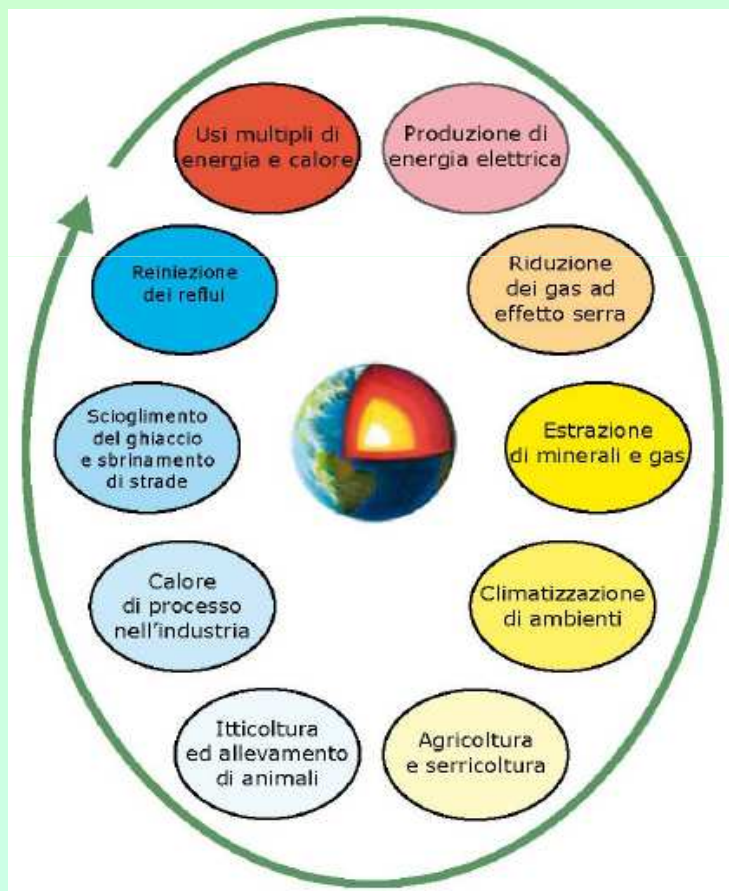 Usi multipli di
energia e calore
Produzione di
energia elettrica
Riduzione
dei gas ad
effetto serra
Estrazione
di minerali e gas
Climatizzazione
di ambienti
Agricoltura
e serricoltura
Itticoltura
ed allevamento
di animali
Calore
di processo
nell'industria
Scioglimento
del ghiaccio
e sbrinamento
di strade
Reiniezione
dei reflui